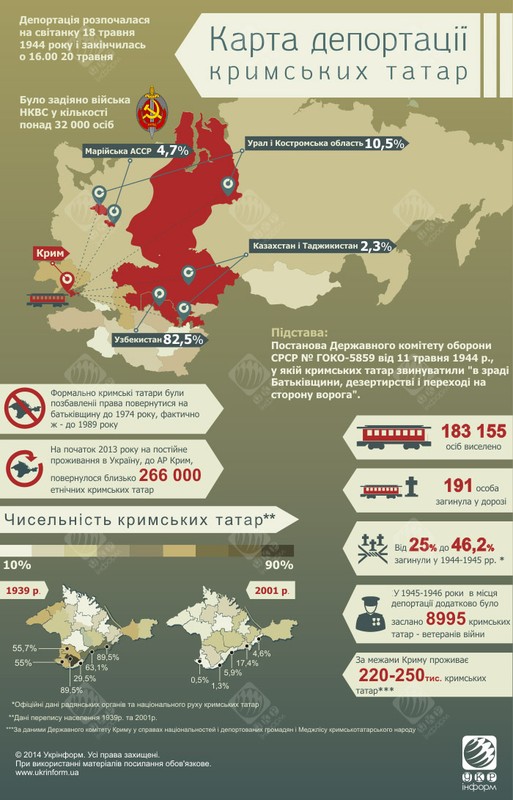 Депортація розпочалася
на світанку 18 травня
1944 року і закінчилась
о 16.00 20 травня
Карта депортації
кримських татар
Було задіяно війська
НКВС у кількості
понад 32 000 осіб
Марійська АССР 4,7%
Урал і Костромська область 10,5%
Казахстан і Таджикистан 2,3%
Крим
Узбекистан 82,5%
Підстава:
Постанова Державного комітету оборони
СРСР № ГОКО-5859 від 11 травня 1944 р.,
у якій кримських татар звинуватили "в зраді
Батьківщини, дезертирстві і переході на
сторону ворога".
Формально кримські татари були
позбавленіі права повернутися на
батьківщину до 1974 року, фактично
ж - до 1989 року
На початок 2013 року на постійне
проживання в Україну, до АР Крим,
повернулося близько 266 000
етнічних кримських татар
183 155
осіб виселено
191 особа
загинула у дорозі
Від 25% до 46,2%
загинули у 1944-1945 рр. *
У 1945-1946 роки в місця
депортації додатково було
заслано 8995 кримських
татар - ветеранів війни
За межами Криму проживає
220-250 тис. кримських
татар***
Чисельність кримських татар**
10%
90%
1939 р.
2001 р.
55,7%
55%
89.5%
29.5%
63,1%
89,5%
0,5%
1,3%
5,9%
17,4%
4,6%
*Офіційні дані радянських органів та національного руху кримських татар
**Дані перепису населення 1939р. та 2001р.
***За даними Державного комітету Криму у справах національностей і депортованих громадян і Меджлісу кримськотатарського народу
© 2014 Укрінформ. Усі права захищені.
При використанні матеріалів посилання обов'язкове.
www.ukrinform.ua
УКР
інформ